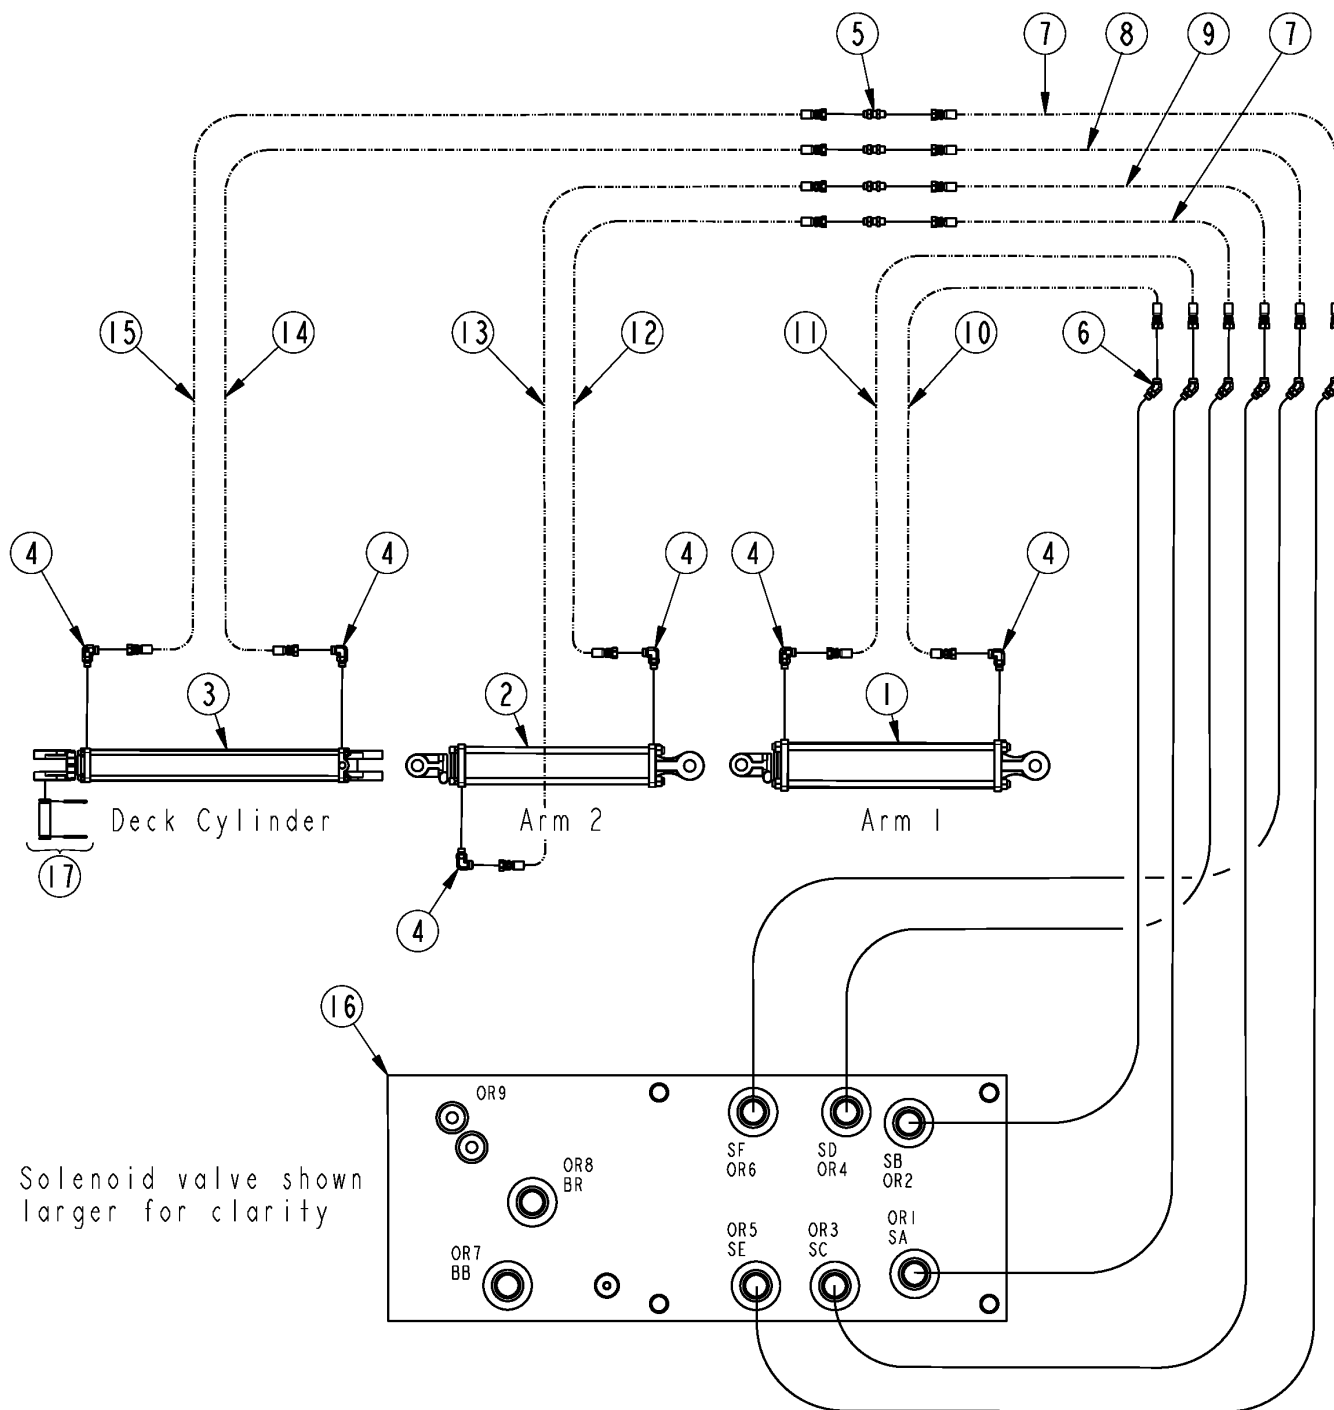 5 7 8 9 7
15 14 13 12 11 10 6
4 4 4 4 4
3 2 1
Deck Cylinder Arm 2 Arm 1
17
4
16
OR9
SF SD SB
OR6 OR4 OR2
Solenoid valve shown
larger for clarity
OR8
BR
OR1
SA
OR5 OR3
SE SC
OR7
BB